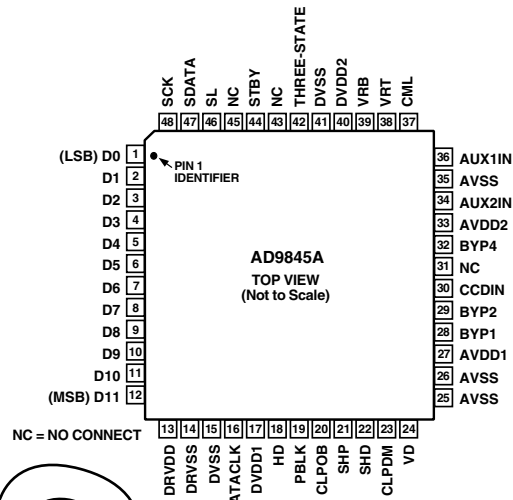 SCK
SDATA
SL
NC
STBY
NC
THREE-STATE
DVSS
DVDD2
VRB
VRT
CML
48 47 46 45 44 43 42 41 40 39 38 37
(LSB) D0 1
D1 2
D2 3
D3 4
D4 5
D5 6
D6 7
D7 8
D8 9
D9 10
D10 11
(MSB) D11 12
PIN 1
IDENTIFIER
AD9845A
TOP VIEW
(Not to Scale)
36 AUX1IN
35 AVSS
34 AUX2IN
33 AVDD2
32 BYP4
31 NC
30 CCDIN
29 BYP2
28 BYP1
27 AVDD1
26 AVSS
25 AVSS
NC = NO CONNECT
13 14 15 16 17 18 19 20 21 22 23 24
DRVDD
DRVSS
DVSS
ATACLK
DVDD1
HD
PBLK
CLPOB
SHP
SHD
CLPDM
VD